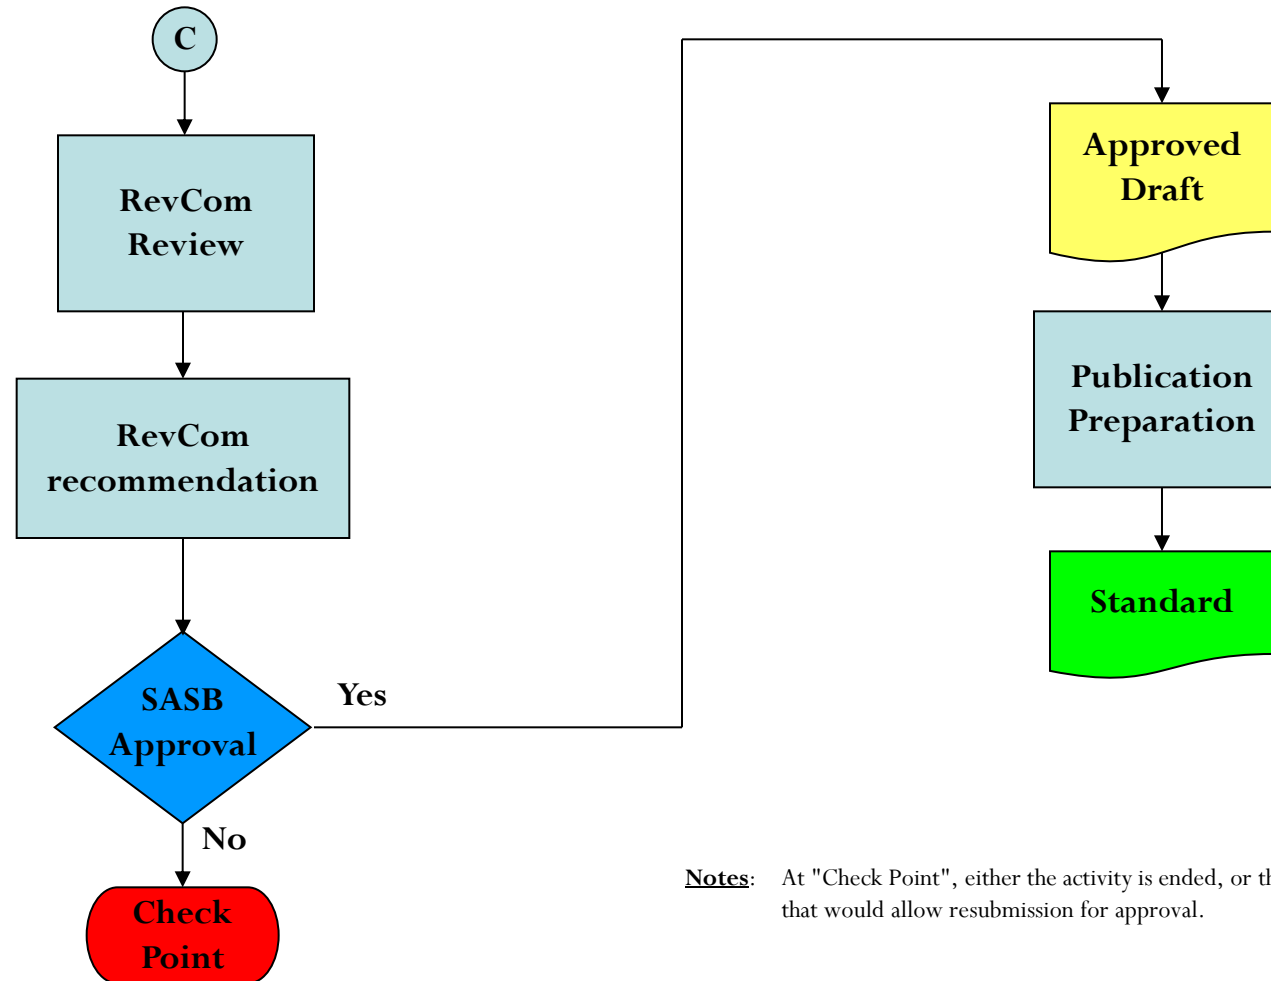 C
RevCom
Review
RevCom
recommendation
SASB
Approval
Yes
No
Check
Point
Approved
Draft
Publication
Preparation
Standard
Notes: At "Check Point", either the activity is ended, or
that would allow resubmission for approval.